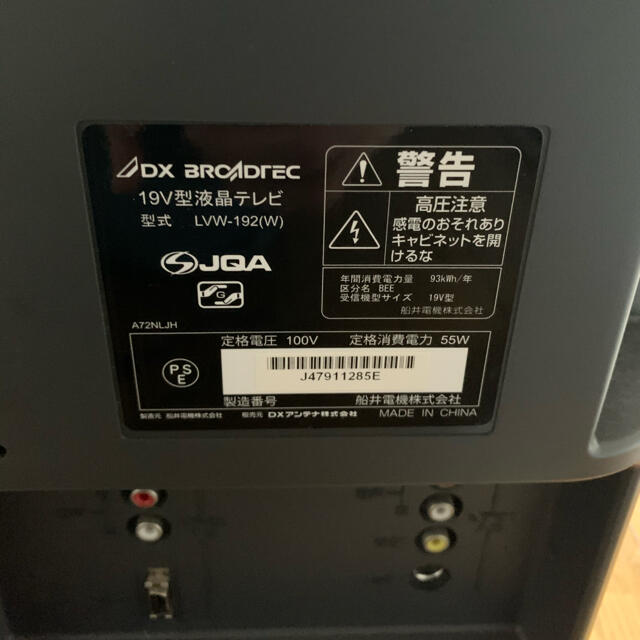 DX BROADTEC
19V型液晶テレビ
型式 LVW-192(W)
JQA
G
A72NLJH
警告
高圧注意
感電のおそれあり
キャビネットを開
けるな
年間消費電力量 93kWh/年
区分名 BEE
受信機型サイズ 19V型
船井電機株式会社
定格電圧 100V 定格消費電力 55W
PSE
J47911285E
製造番号 船井電機株式会社
製造元 船井電機株式会社 販売元 DXアンテナ株式会社 MADE IN CHINA